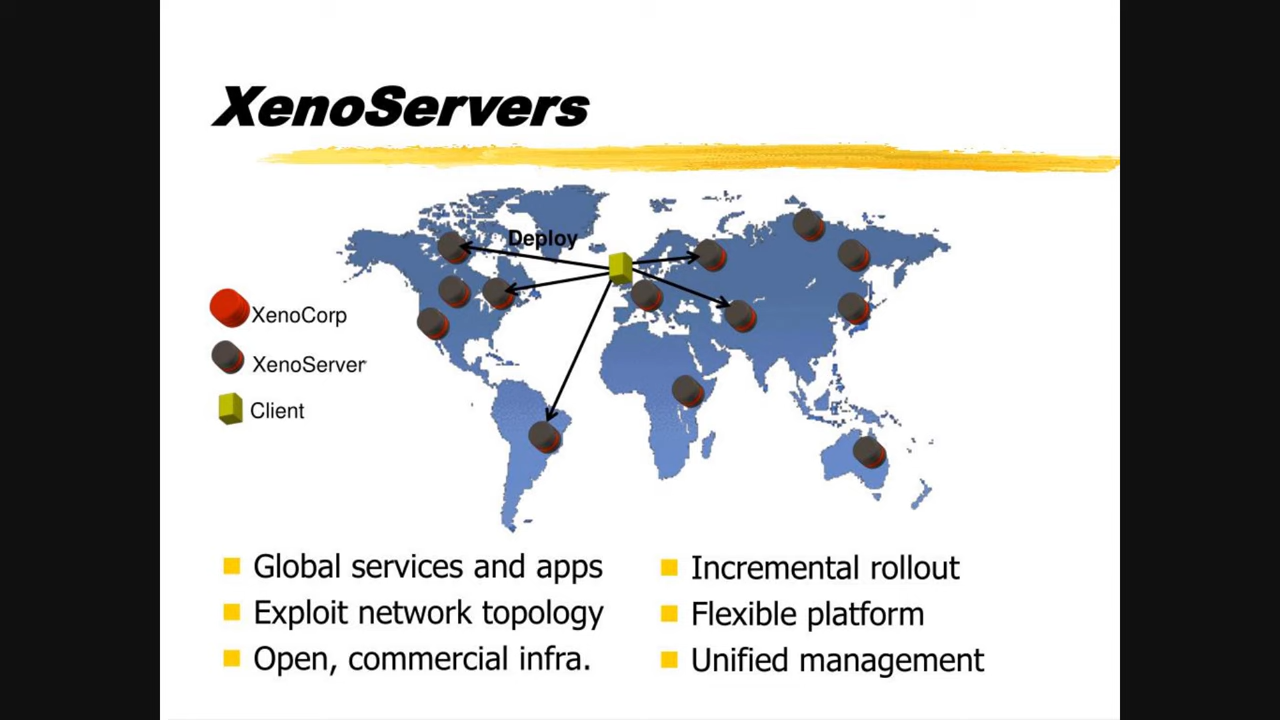 XenoServers
Deploy
XenoCorp
XenoServer
Client
Global services and apps
Exploit network topology
Open, commercial infra.
Incremental rollout
Flexible platform
Unified management